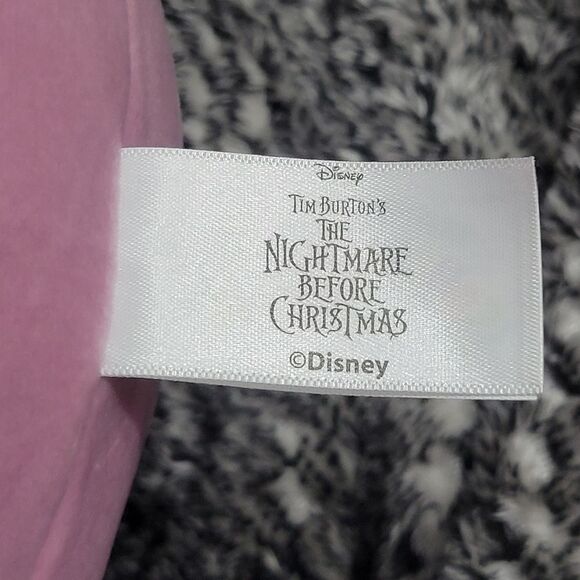 Disney
TIM BURTON'S
THE
NIGHTMARE
BEFORE
CHRISTMAS
©Disney